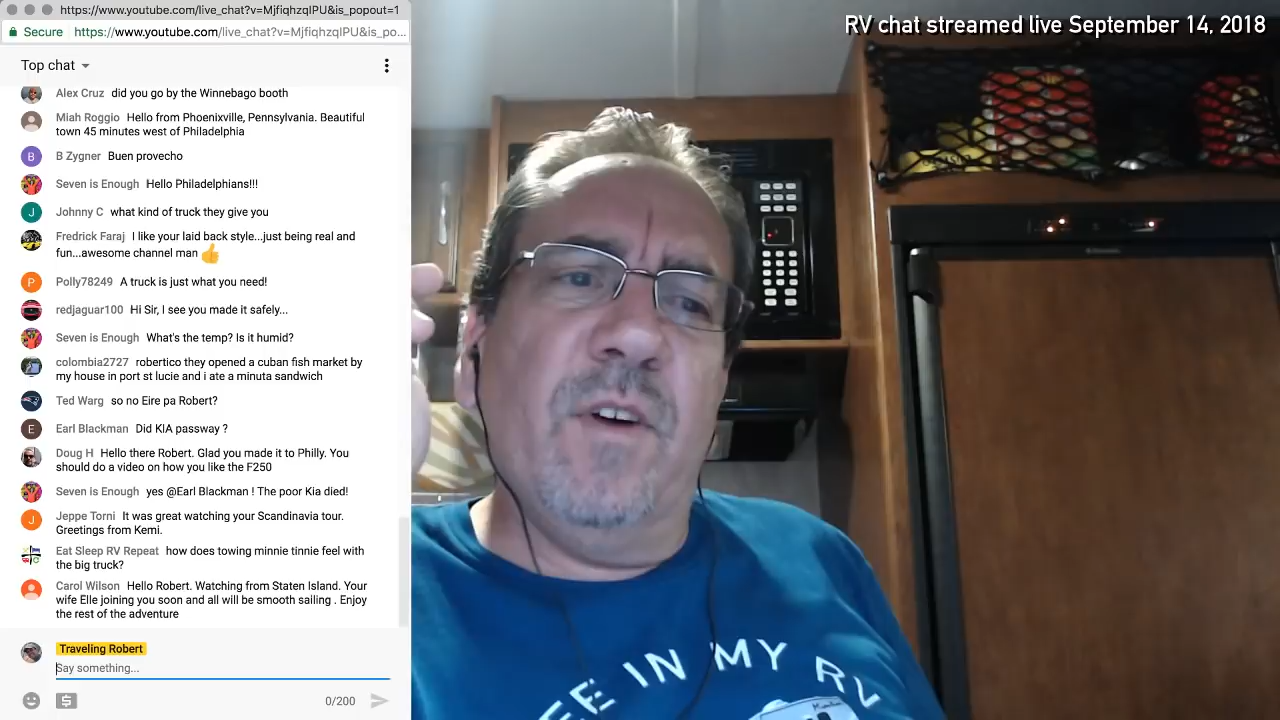 https://www.youtube.com/live_chat?v=MjfiqhzqIPU&is_popout=1
Secure https://www.youtube.com/live_chat?v=MjfiqhzqIPU&is_po...
Top chat
Alex Cruz did you go by the Winnebago booth
Miah Roggio Hello from Phoenixville, Pennsylvania. Beautiful
town 45 minutes west of Philadelphia
B
B Zygner Buen provecho
Seven is Enough Hello Philadelphians!!!
J
Johnny C what kind of truck they give you
Fredrick Faraj I like your laid back style...just being real and
fun...awesome channel man 👍
P
Polly78249 A truck is just what you need!
redjaguar100 Hi Sir, I see you made it safely...
Seven is Enough What's the temp? Is it humid?
colombia2727 robertico they opened a cuban fish market by
my house in port st lucie and i ate a minuta sandwich
Ted Warg so no Eire pa Robert?
E
Earl Blackman Did KIA passway ?
Doug H Hello there Robert. Glad you made it to Philly. You
should do a video on how you like the F250
Seven is Enough yes @Earl Blackman ! The poor Kia died!
J
Jeppe Torni It was great watching your Scandinavia tour.
Greetings from Kemi.
Eat Sleep RV Repeat how does towing minnie tinnie feel with
the big truck?
Carol Wilson Hello Robert. Watching from Staten Island. Your
wife Elle joining you soon and all will be smooth sailing . Enjoy
the rest of the adventure
Traveling Robert
Say something...
$
0/200
RV chat streamed live September 14, 2018
IN MY RV